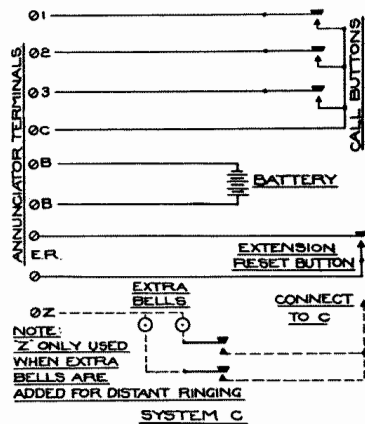 ANNUNCIATOR TERMINALS
Ø1
Ø2
Ø3
ØC
ØB
ØB
Ø
E.R.
Ø
ØZ
CALL BUTTONS
BATTERY
EXTENSION
RESET BUTTON
EXTRA
BELLS
CONNECT
TO C
NOTE:
"Z" ONLY USED
WHEN EXTRA
BELLS ARE
ADDED FOR DISTANT RINGING
SYSTEM C